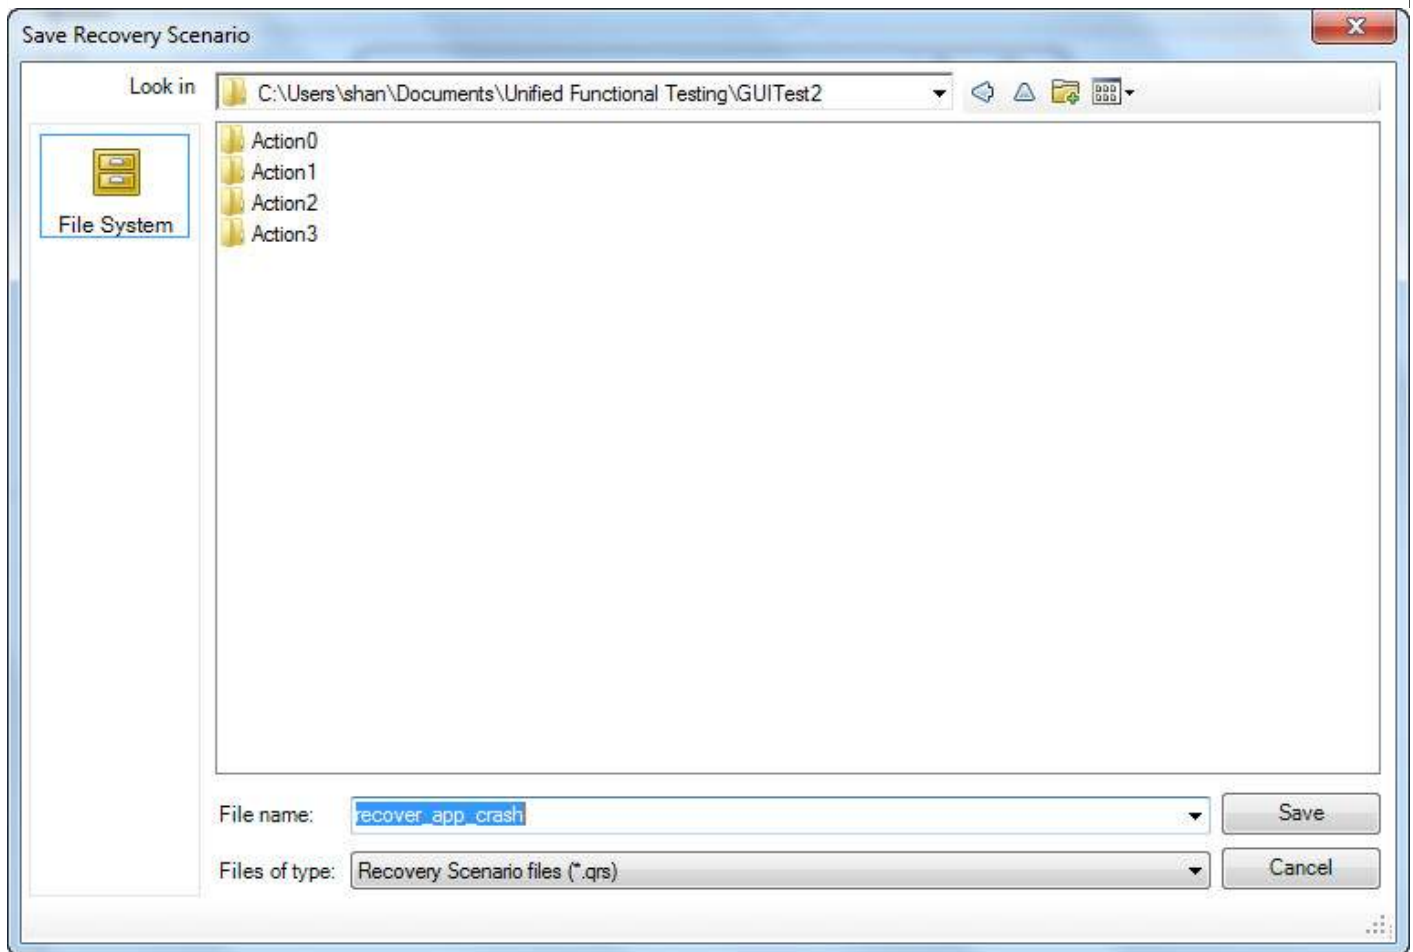 Save Recovery Scenario
Look in
C:\Users\shan\Documents\Unified Functional Testing\GUITest2
File System
Action0
Action1
Action2
Action3
File name:
recover_app_crash
Save
Files of type:
Recovery Scenario files (*.qrs)
Cancel